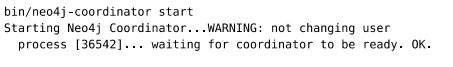 bin/neo4j-coordinator start
Starting Neo4j Coordinator...WARNING: not changing user
process [36542]... waiting for coordinator to be ready. OK.